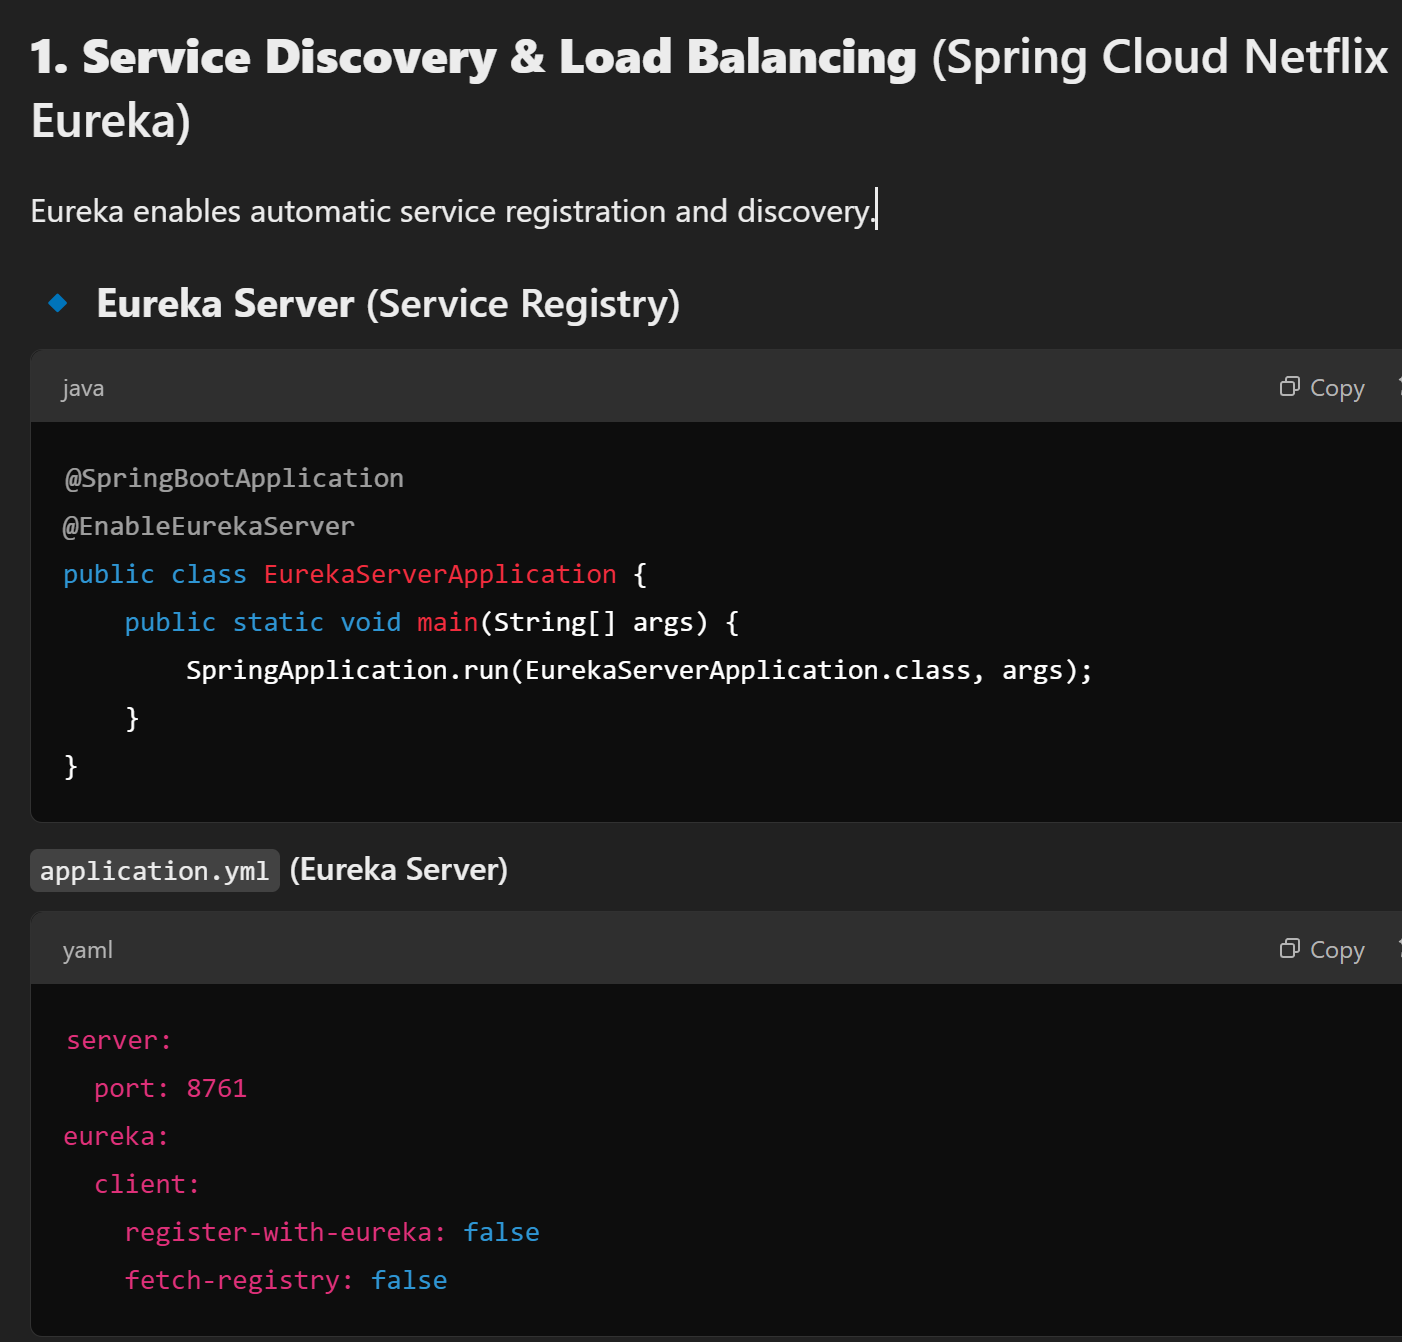 1. Service Discovery & Load Balancing (Spring Cloud Netflix
Eureka)
Eureka enables automatic service registration and discovery.
Eureka Server (Service Registry)
java
Copy
@SpringBootApplication
@EnableEurekaServer
public class EurekaServerApplication {
    public static void main(String[] args) {
        SpringApplication.run(EurekaServerApplication.class, args);
    }
}
application.yml (Eureka Server)
yaml
Copy
server:
  port: 8761
eureka:
  client:
    register-with-eureka: false
    fetch-registry: false